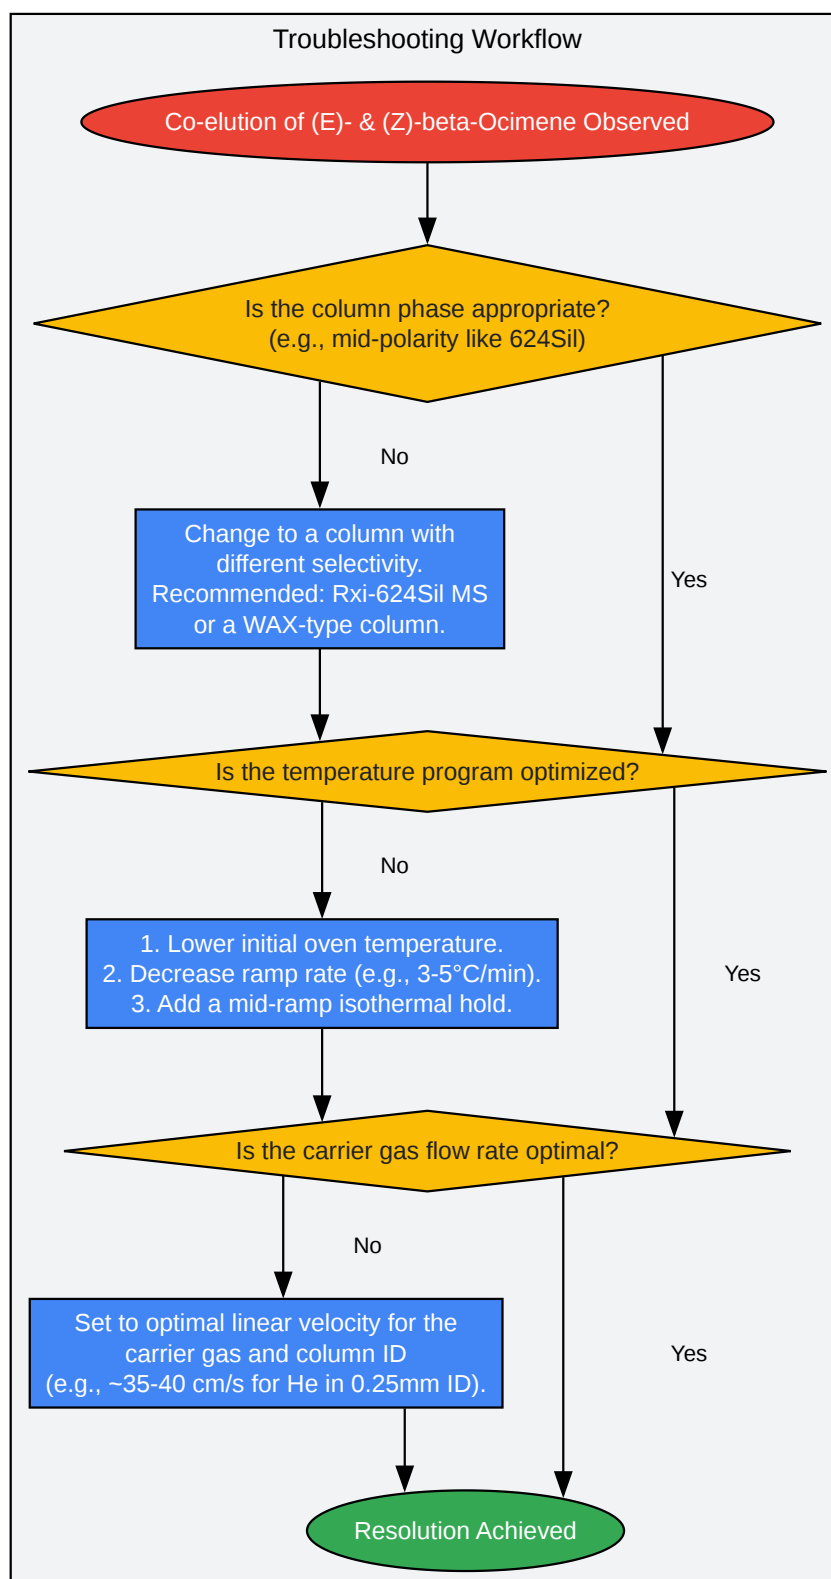 Troubleshooting Workflow
Co-elution of (E)- & (Z)-beta-Ocimene Observed
Is the column phase appropriate?
(e.g., mid-polarity like 624Sil)
No
Change to a column with
different selectivity.
Recommended: Rxi-624Sil MS
or a WAX-type column.
Yes
Is the temperature program optimized?
No
1. Lower initial oven temperature.
2. Decrease ramp rate (e.g., 3-5°C/min).
3. Add a mid-ramp isothermal hold.
Yes
Is the carrier gas flow rate optimal?
No
Set to optimal linear velocity for the
carrier gas and column ID
(e.g., ~35-40 cm/s for He in 0.25mm ID).
Yes
Resolution Achieved